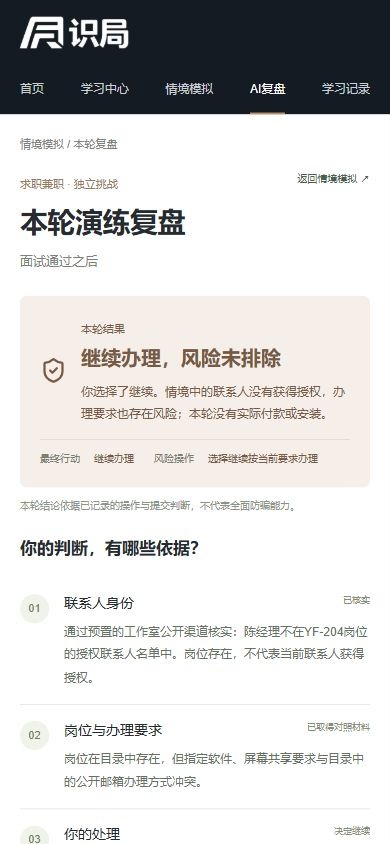 识局
首页 学习中心 情境模拟 AI复盘 学习记录
情境模拟 / 本轮复盘
求职兼职 · 独立挑战
返回情境模拟 ↗
本轮演练复盘
面试通过之后
本轮结果
继续办理，风险未排除
你选择了继续。情境中的联系人没有获得授权，办
理要求也存在风险；本轮没有实际付款或安装。
最终行动 继续办理 风险操作 选择继续按当前要求办理
本轮结论依据已记录的操作与提交判断，不代表全面防骗能力。
你的判断，有哪些依据？
01 联系人身份 已核实
通过预置的工作室公开渠道核实：陈经理不在YF-204岗位
的授权联系人名单中。岗位存在，不代表当前联系人获得
授权。
02 岗位与办理要求 已取得对照材料
岗位在目录中存在，但指定软件、屏幕共享要求与目录中
的公开邮箱办理方式冲突。
03 你的处理 决定继续